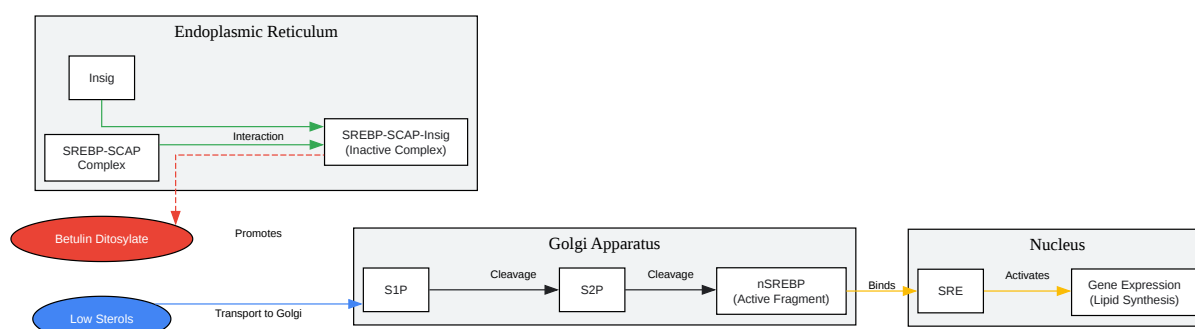 Endoplasmic Reticulum
Insig
SREBP-SCAP
Complex
Interaction
SREBP-SCAP-Insig
(Inactive Complex)
Betulin Ditosylate
Promotes
Golgi Apparatus
Nucleus
Low Sterols
Transport to Golgi
S1P
Cleavage
S2P
Cleavage
nSREBP
(Active Fragment)
Binds
SRE
Activates
Gene Expression
(Lipid Synthesis)